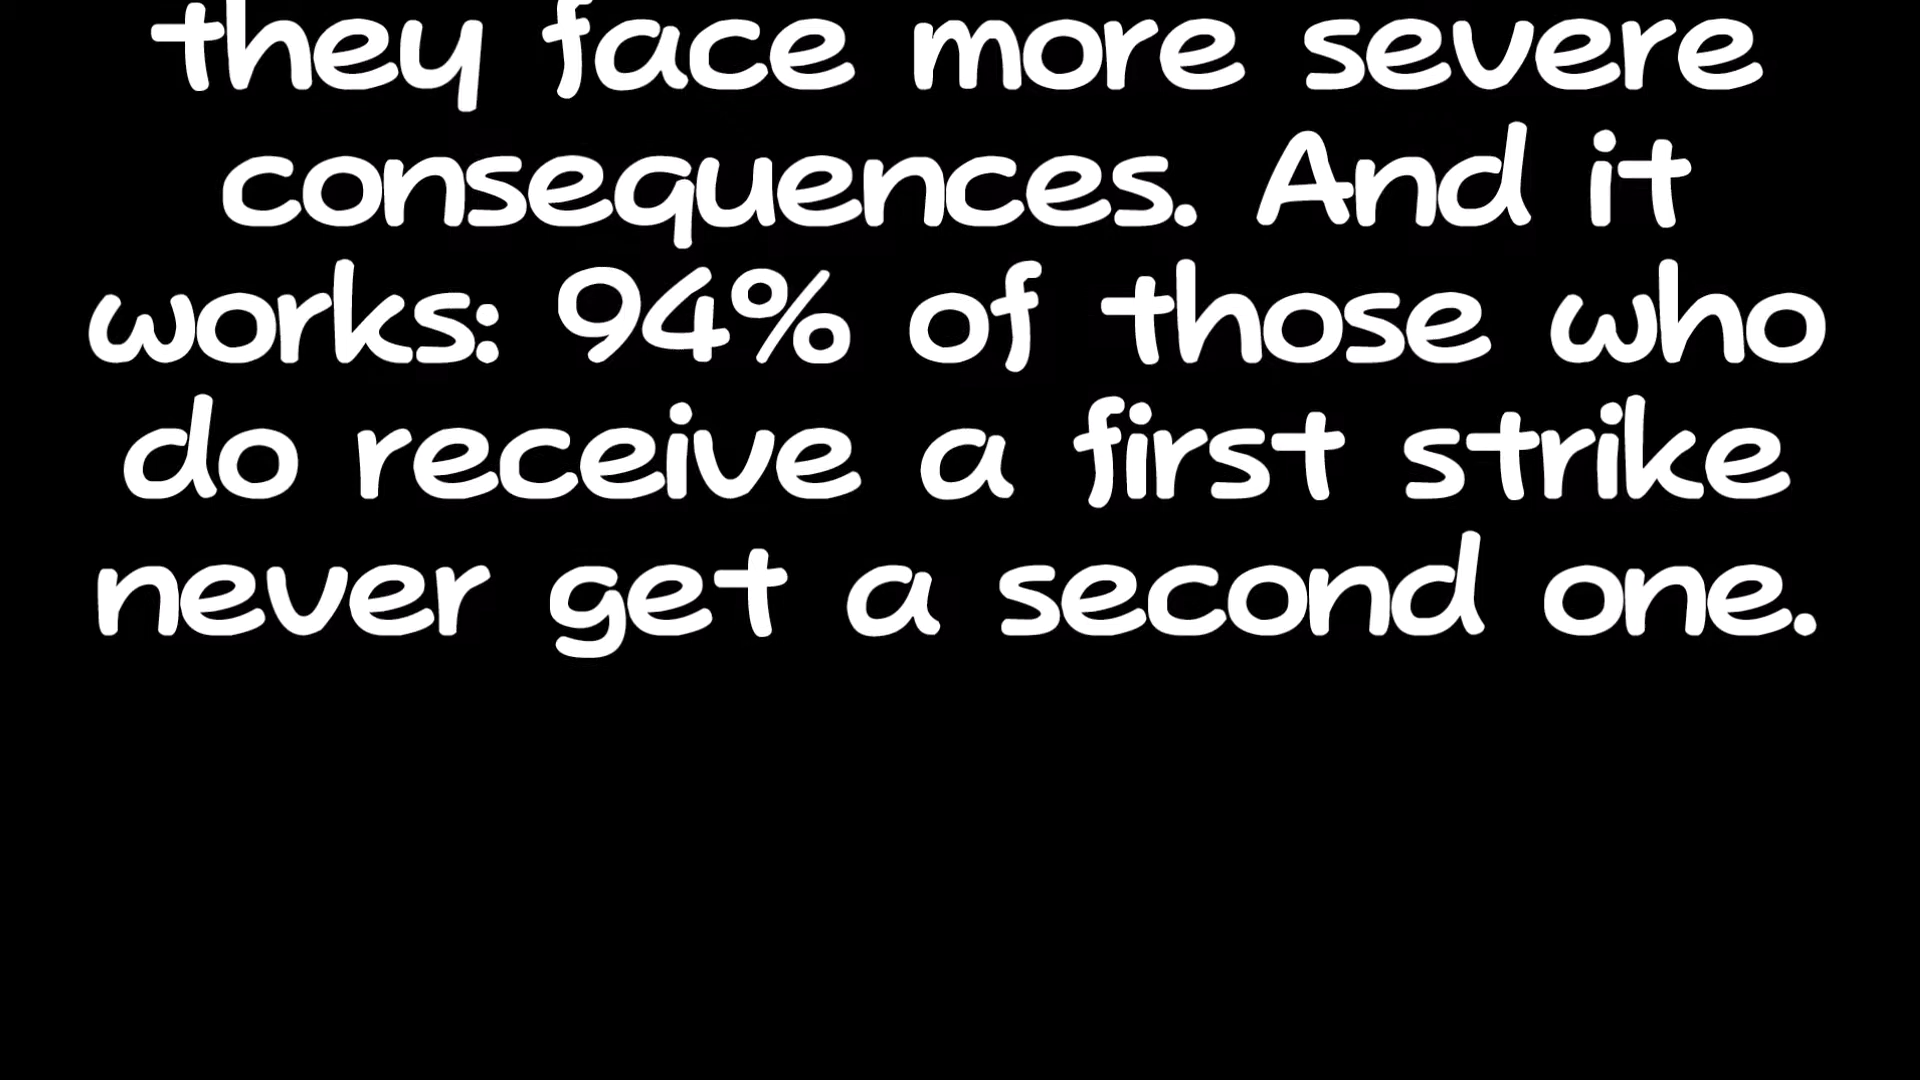 they face more severe
consequences. And it
works: 94% of those who
do receive a first strike
never get a second one.